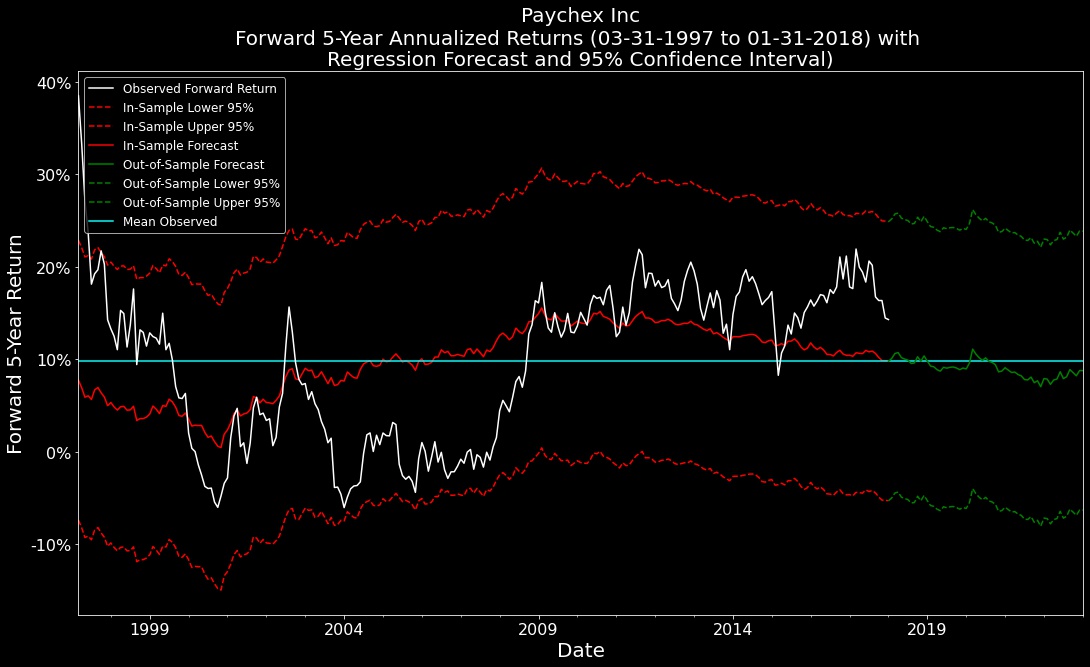 Paychex Inc
Forward 5-Year Annualized Returns (03-31-1997 to 01-31-2018) with
Regression Forecast and 95% Confidence Interval)
40%
30%
20%
10%
0%
-10%
Forward 5-Year Return
Observed Forward Return
In-Sample Lower 95%
In-Sample Upper 95%
In-Sample Forecast
Out-of-Sample Forecast
Out-of-Sample Lower 95%
Out-of-Sample Upper 95%
Mean Observed
1999
2004
2009
2014
2019
Date